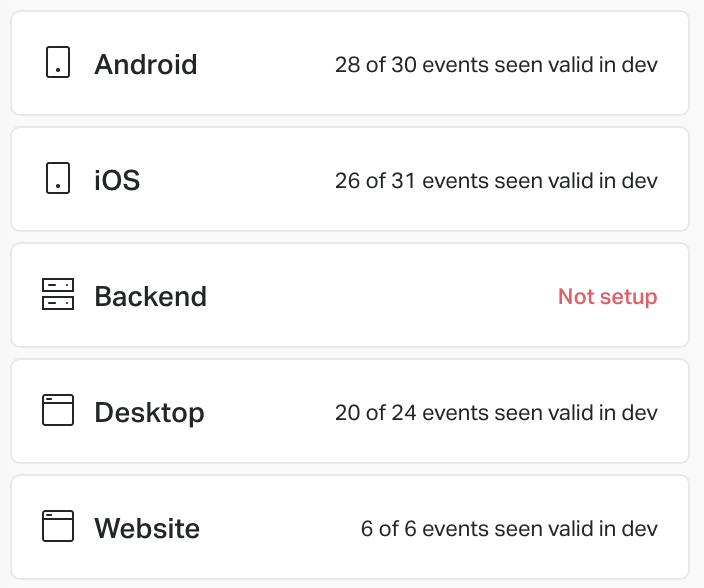 Android 28 of 30 events seen valid in dev
iOS 26 of 31 events seen valid in dev
Backend Not setup
Desktop 20 of 24 events seen valid in dev
Website 6 of 6 events seen valid in dev